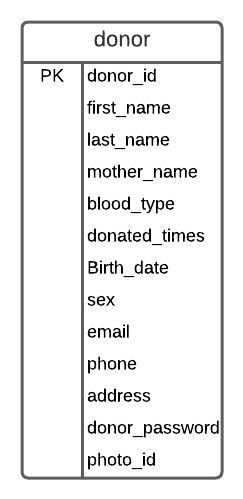 donor
PK donor_id
first_name
last_name
mother_name
blood_type
donated_times
Birth_date
sex
email
phone
address
donor_password
photo_id